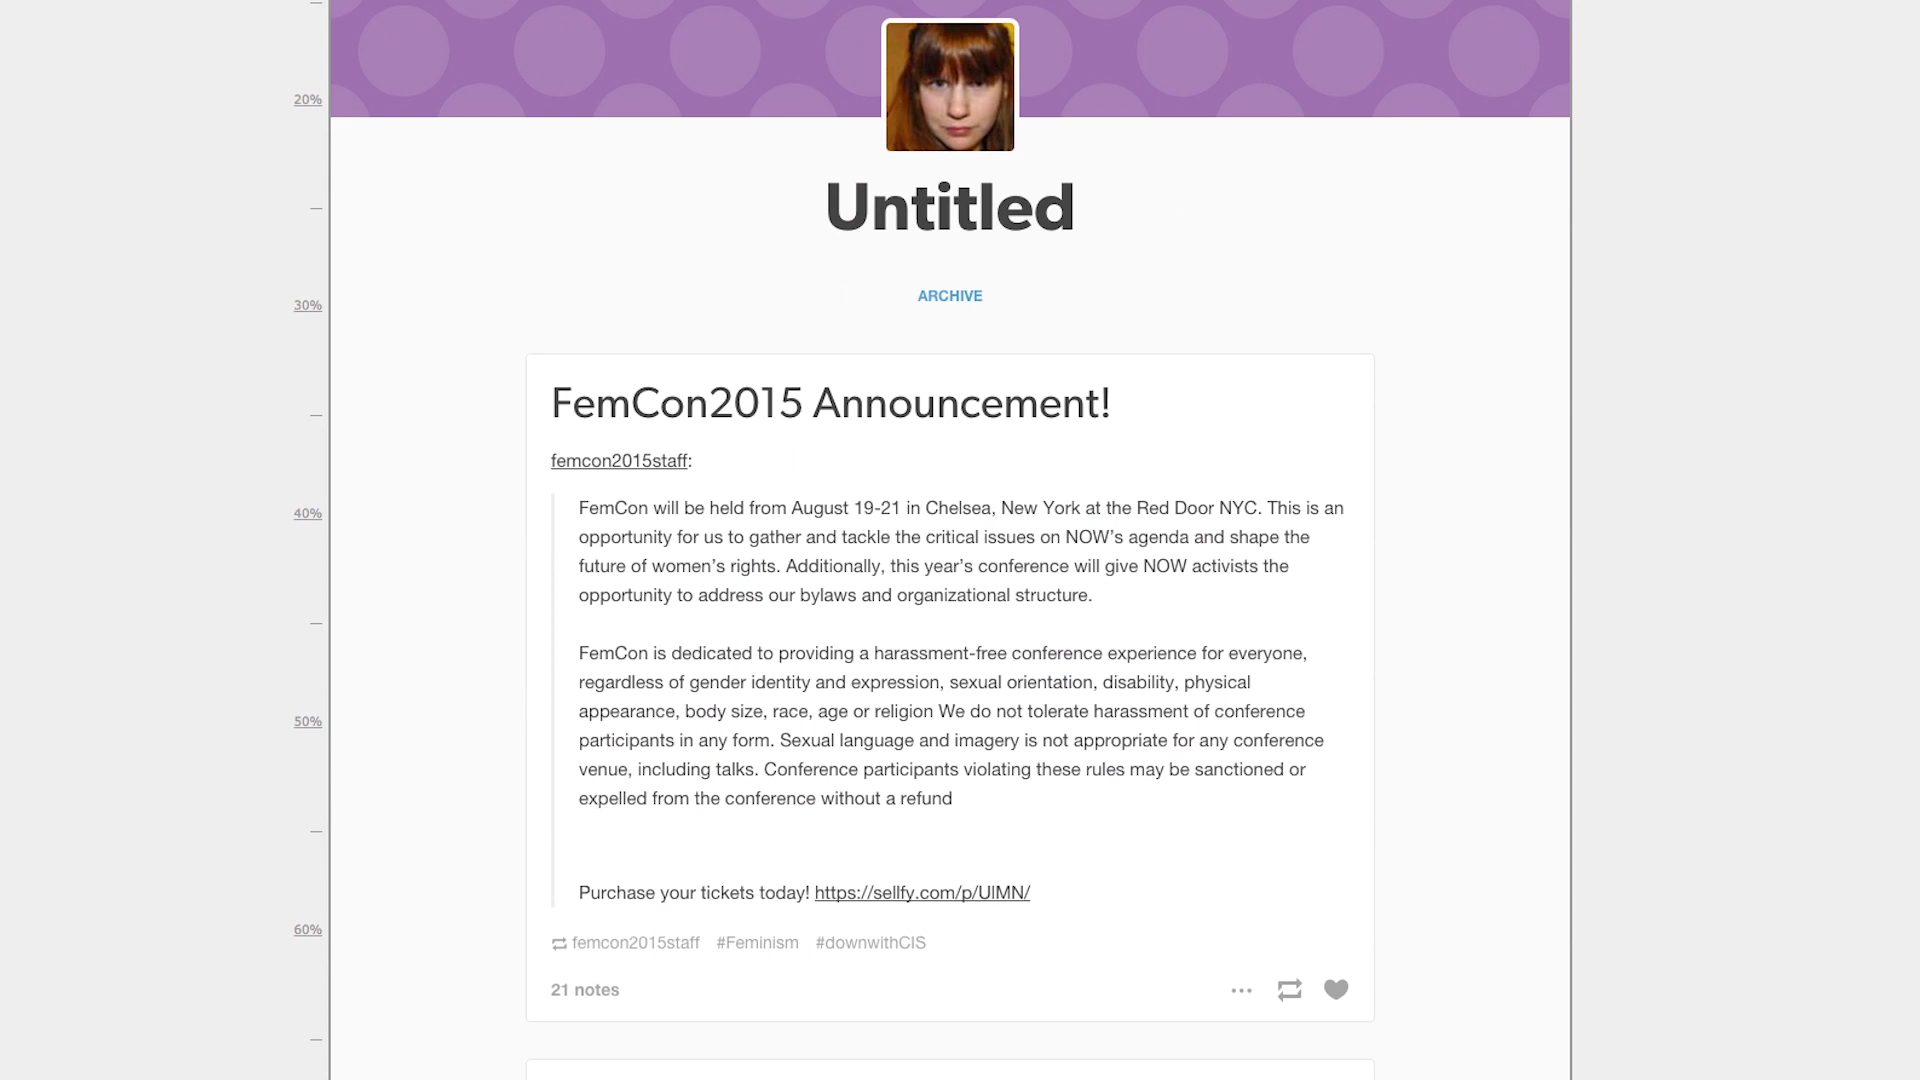 20%
Untitled
ARCHIVE
30%
FemCon2015 Announcement!
femcon2015staff:
FemCon will be held from August 19-21 in Chelsea, New York at the Red Door NYC. This is an
40%
opportunity for us to gather and tackle the critical issues on NOW’s agenda and shape the
future of women’s rights. Additionally, this year’s conference will give NOW activists the
opportunity to address our bylaws and organizational structure.
FemCon is dedicated to providing a harassment-free conference experience for everyone,
regardless of gender identity and expression, sexual orientation, disability, physical
appearance, body size, race, age or religion We do not tolerate harassment of conference
50%
participants in any form. Sexual language and imagery is not appropriate for any conference
venue, including talks. Conference participants violating these rules may be sanctioned or
expelled from the conference without a refund
Purchase your tickets today! https://sellfy.com/p/UIMN/
60%
femcon2015staff #Feminism #downwithCIS
21 notes